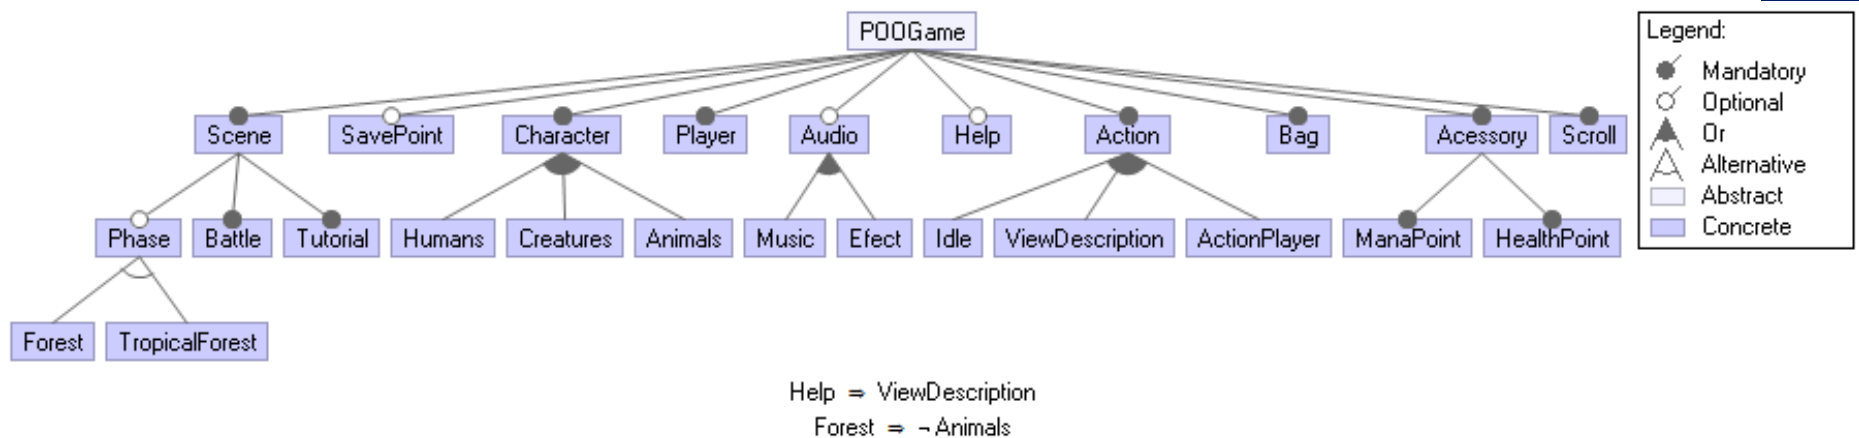 POOGame
Legend:
Mandatory
Optional
Or
Alternative
Abstract
Concrete
Scene SavePoint Character Player Audio Help Action Bag Acessory Scroll
Phase Battle Tutorial Humans Creatures Animals Music Efect Idle ViewDescription ActionPlayer ManaPoint HealthPoint
Forest TropicalForest
Help ⇒ ViewDescription
Forest ⇒ ¬ Animals